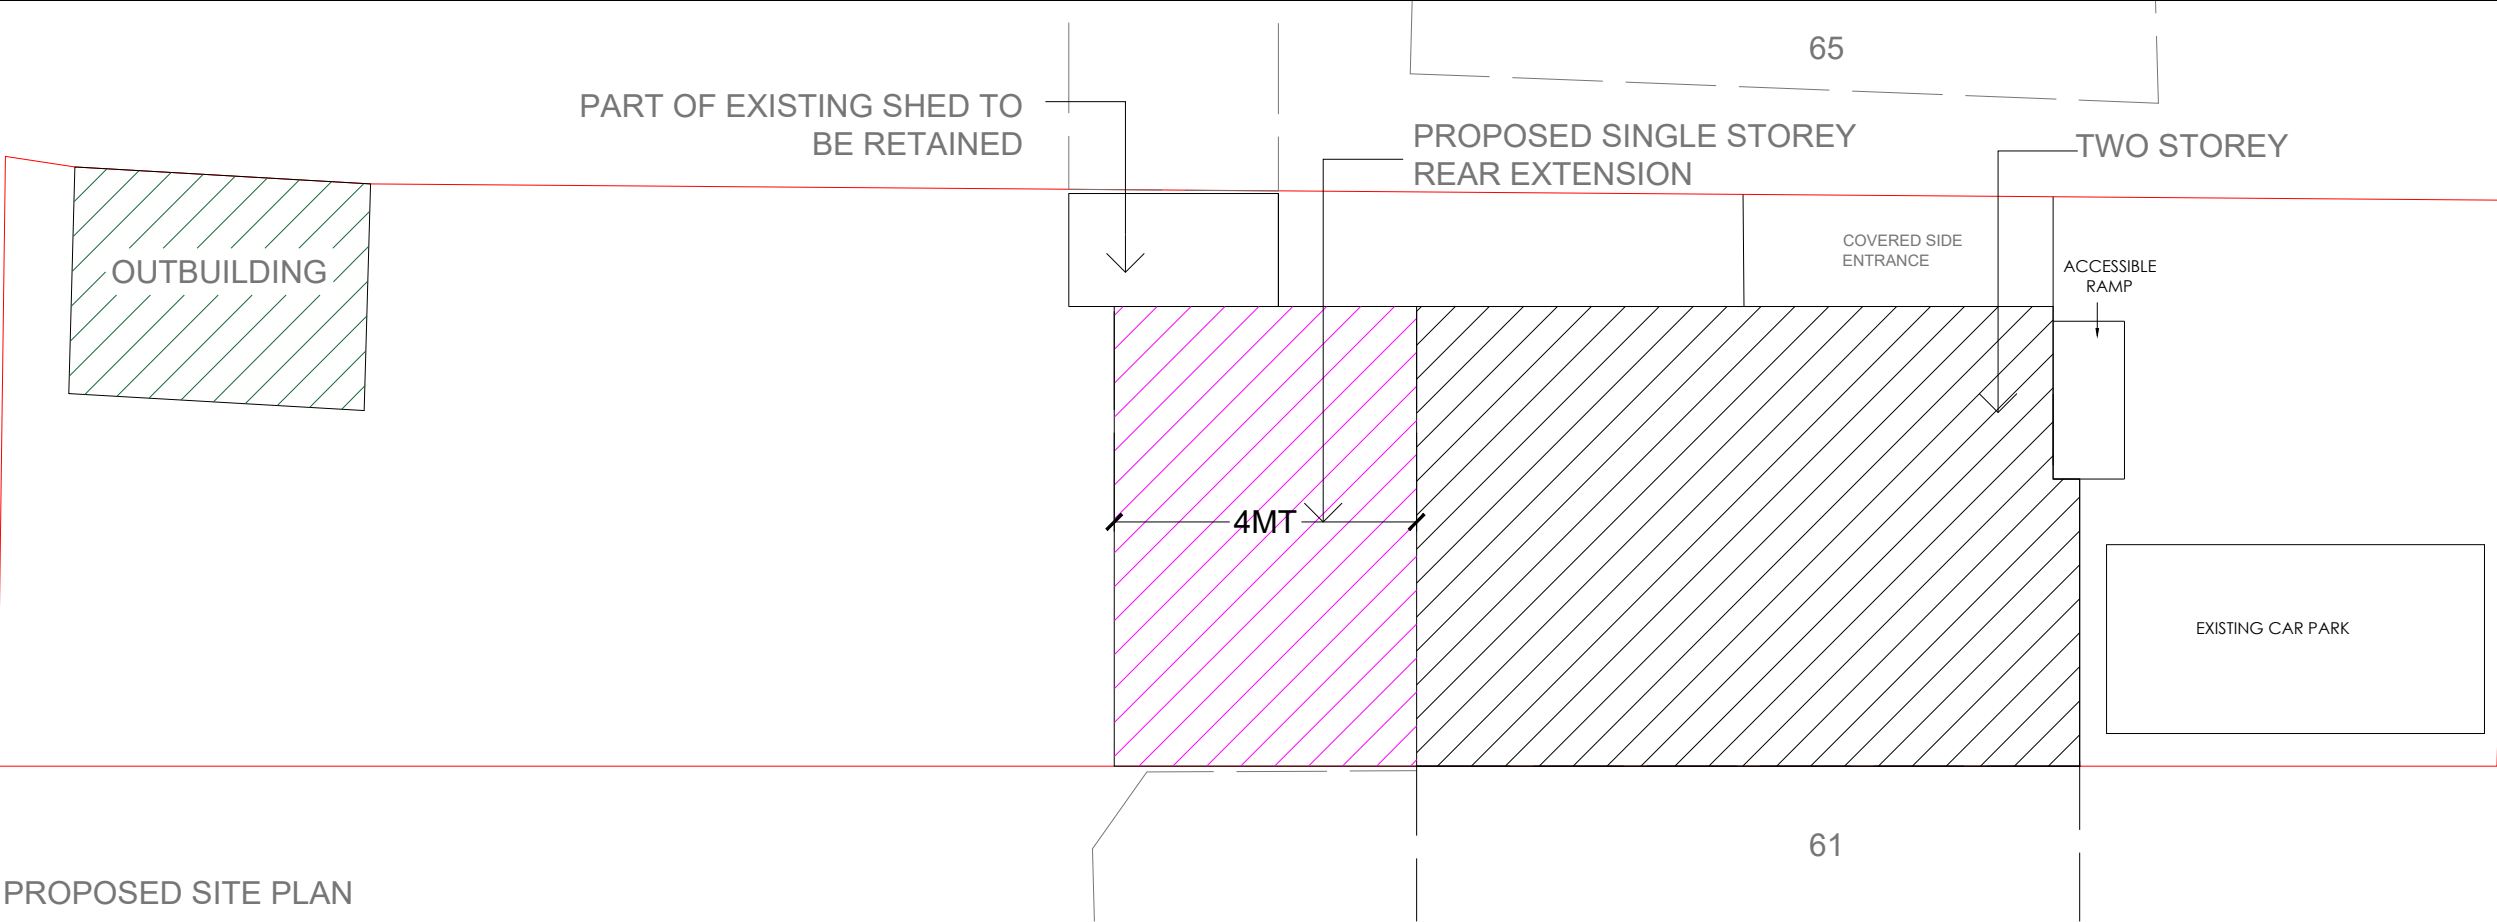 65
PART OF EXISTING SHED TO
BE RETAINED
PROPOSED SINGLE STOREY
REAR EXTENSION
TWO STOREY
OUTBUILDING
COVERED SIDE
ENTRANCE
ACCESSIBLE
RAMP
4MT
EXISTING CAR PARK
61
PROPOSED SITE PLAN